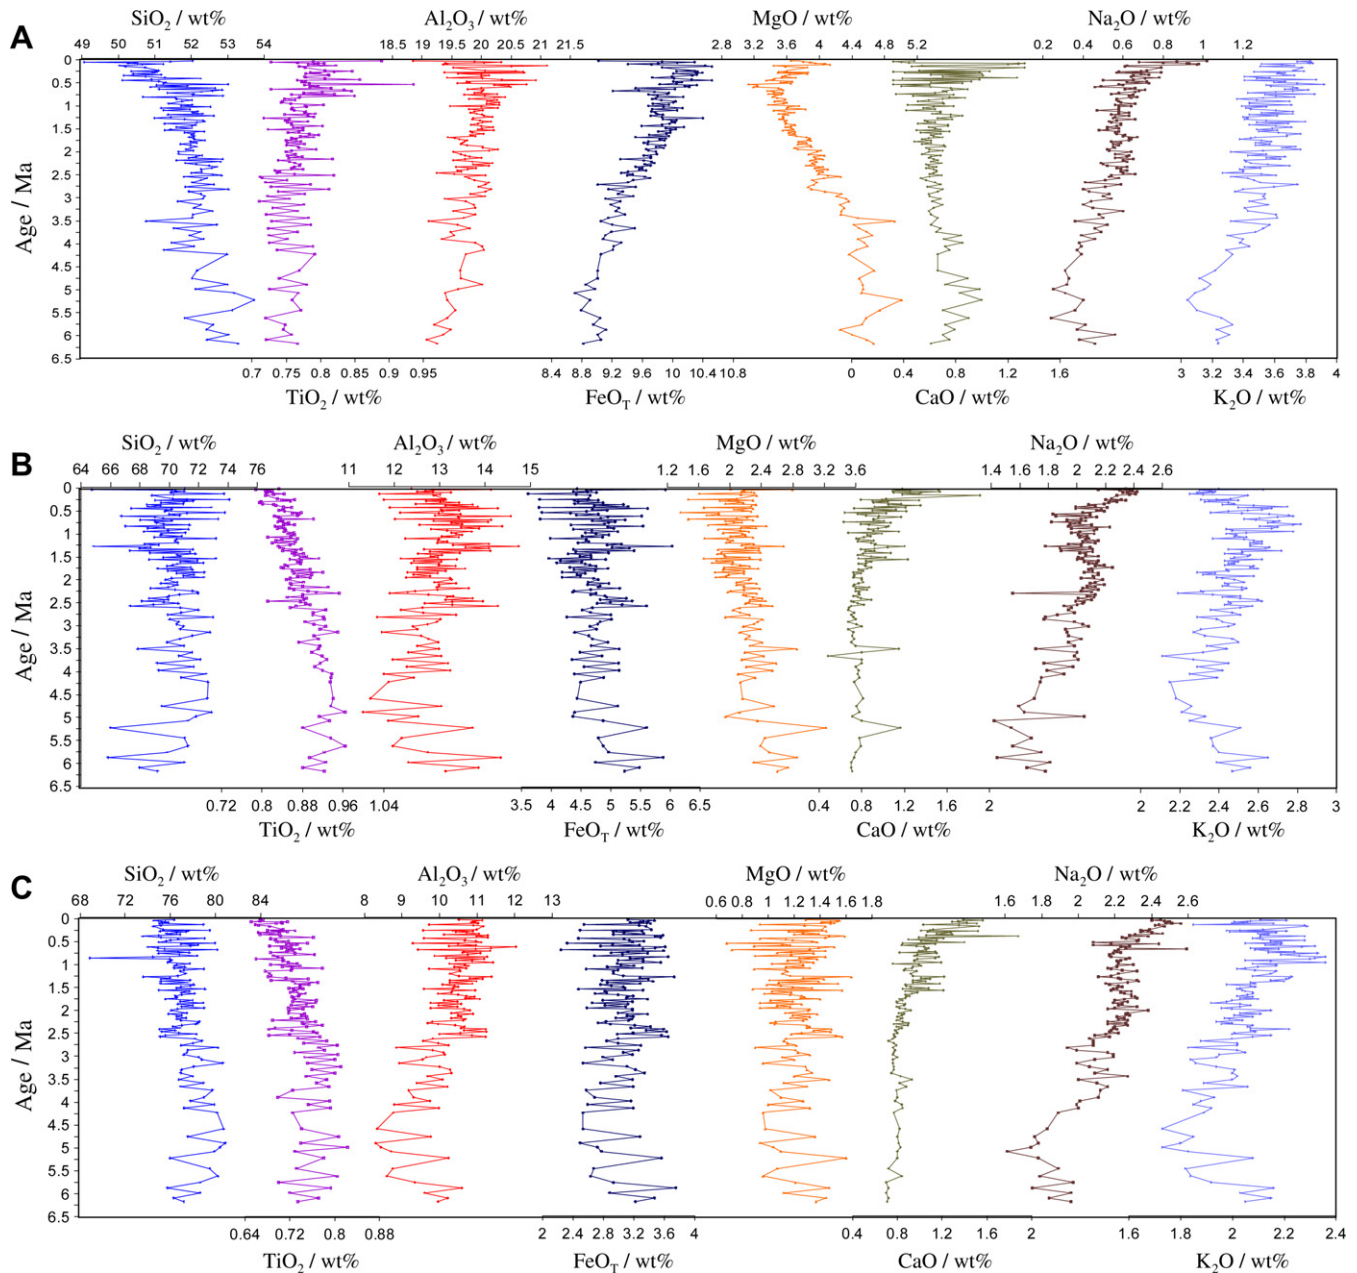 SiO2 / wt% Al2O3 / wt% MgO / wt% Na2O / wt%
A
49 50 51 52 53 54 18.5 19 19.5 20 20.5 21 21.5 2.8 3.2 3.6 4 4.4 4.8 5.2 0.2 0.4 0.6 0.8 1 1.2
0
0.5
1
1.5
2
2.5
3
3.5
4
4.5
5
5.5
6
6.5
Age / Ma
0.7 0.75 0.8 0.85 0.9 0.95 8.4 8.8 9.2 9.6 10 10.4 10.8 0 0.4 0.8 1.2 1.6 3 3.2 3.4 3.6 3.8 4
TiO2 / wt% FeOT / wt% CaO / wt% K2O / wt%
SiO2 / wt% Al2O3 / wt% MgO / wt% Na2O / wt%
B
64 66 68 70 72 74 76 11 12 13 14 15 1.2 1.6 2 2.4 2.8 3.2 3.6 1.4 1.6 1.8 2 2.2 2.4 2.6
0
0.5
1
1.5
2
2.5
3
3.5
4
4.5
5
5.5
6
6.5
Age / Ma
0.72 0.8 0.88 0.96 1.04 3.5 4 4.5 5 5.5 6 6.5 0.4 0.8 1.2 1.6 2 2 2.2 2.4 2.6 2.8 3
TiO2 / wt% FeOT / wt% CaO / wt% K2O / wt%
SiO2 / wt% Al2O3 / wt% MgO / wt% Na2O / wt%
C
68 72 76 80 84 8 9 10 11 12 13 0.6 0.8 1 1.2 1.4 1.6 1.8 1.6 1.8 2 2.2 2.4 2.6
0
0.5
1
1.5
2
2.5
3
3.5
4
4.5
5
5.5
6
6.5
Age / Ma
0.64 0.72 0.8 0.88 2 2.4 2.8 3.2 3.6 4 0.4 0.8 1.2 1.6 2 1.6 1.8 2 2.2 2.4
TiO2 / wt% FeOT / wt% CaO / wt% K2O / wt%